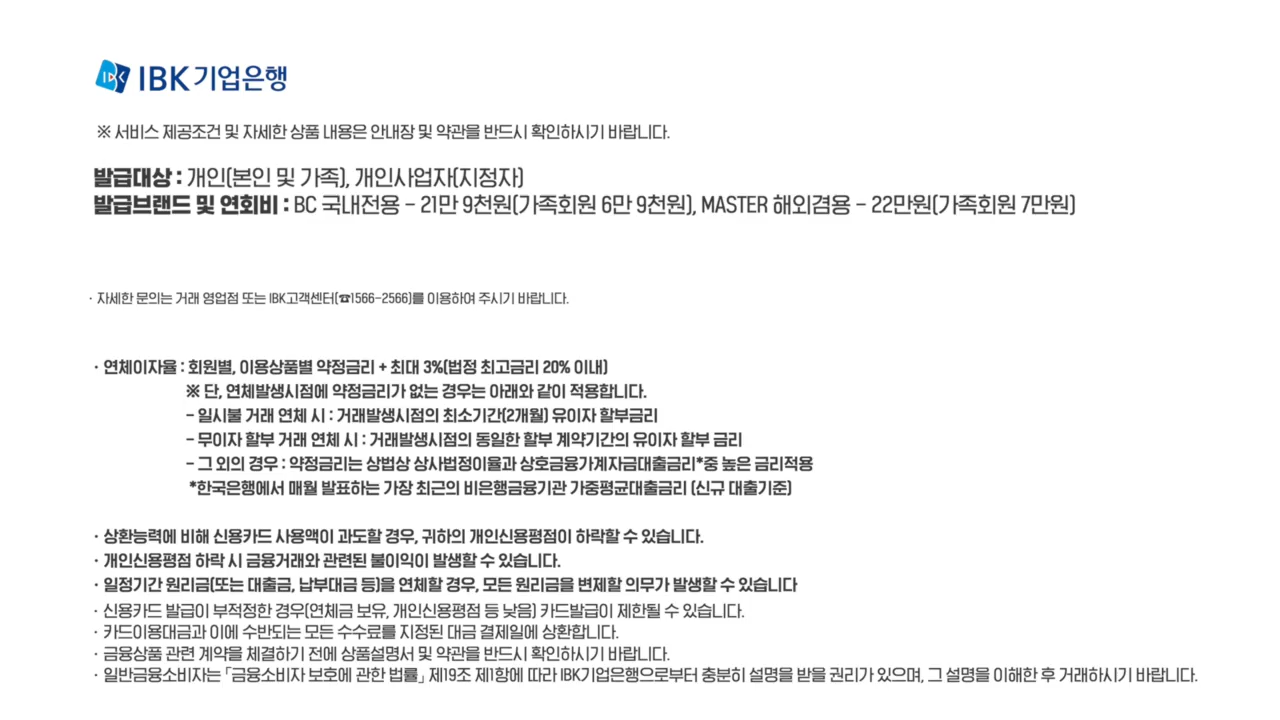 IBK 기업은행
※ 서비스 제공조건 및 자세한 상품 내용은 안내장 및 약관을 반드시 확인하시기 바랍니다.
발급대상 : 개인(본인 및 가족), 개인사업자(지정자)
발급브랜드 및 연회비 : BC 국내전용 - 21만 9천원(가족회원 6만 9천원), MASTER 해외겸용 - 22만원(가족회원 7만원)
· 자세한 문의는 거래 영업점 또는 IBK고객센터(☎1566-2566)를 이용하여 주시기 바랍니다.
· 연체이자율 : 회원별, 이용상품별 약정금리 + 최대 3%(법정 최고금리 20% 이내)
※ 단, 연체발생시점에 약정금리가 없는 경우는 아래와 같이 적용합니다.
- 일시불 거래 연체 시 : 거래발생시점의 최소기간(2개월) 유이자 할부금리
- 무이자 할부 거래 연체 시 : 거래발생시점의 동일한 할부 계약기간의 유이자 할부 금리
- 그 외의 경우 : 약정금리는 상법상 상사법정이율과 상호금융가계자금대출금리*중 높은 금리적용
*한국은행에서 매월 발표하는 가장 최근의 비은행금융기관 가중평균대출금리 (신규 대출기준)
· 상환능력에 비해 신용카드 사용액이 과도할 경우, 귀하의 개인신용평점이 하락할 수 있습니다.
· 개인신용평점 하락 시 금융거래와 관련된 불이익이 발생할 수 있습니다.
· 일정기간 원리금(또는 대출금, 납부대금 등)을 연체할 경우, 모든 원리금을 변제할 의무가 발생할 수 있습니다
· 신용카드 발급이 부적정한 경우(연체금 보유, 개인신용평점 등 낮음) 카드발급이 제한될 수 있습니다.
· 카드이용대금과 이에 수반되는 모든 수수료를 지정된 대금 결제일에 상환합니다.
· 금융상품 관련 계약을 체결하기 전에 상품설명서 및 약관을 반드시 확인하시기 바랍니다.
· 일반금융소비자는 「금융소비자 보호에 관한 법률」 제19조 제1항에 따라 IBK기업은행으로부터 충분히 설명을 받을 권리가 있으며, 그 설명을 이해한 후 거래하시기 바랍니다.